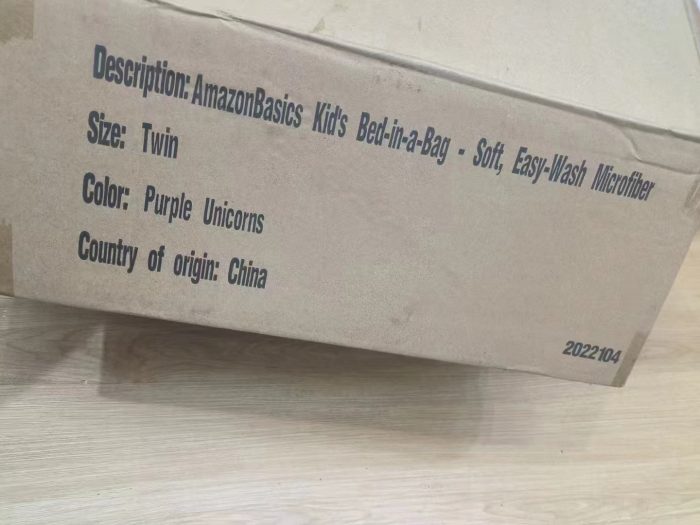 Description: AmazonBasics Kid's Bed-in-a-Bag - Soft, Easy-Wash Microfiber
Size: Twin
Color: Purple Unicorns
Country of origin: China
2022104